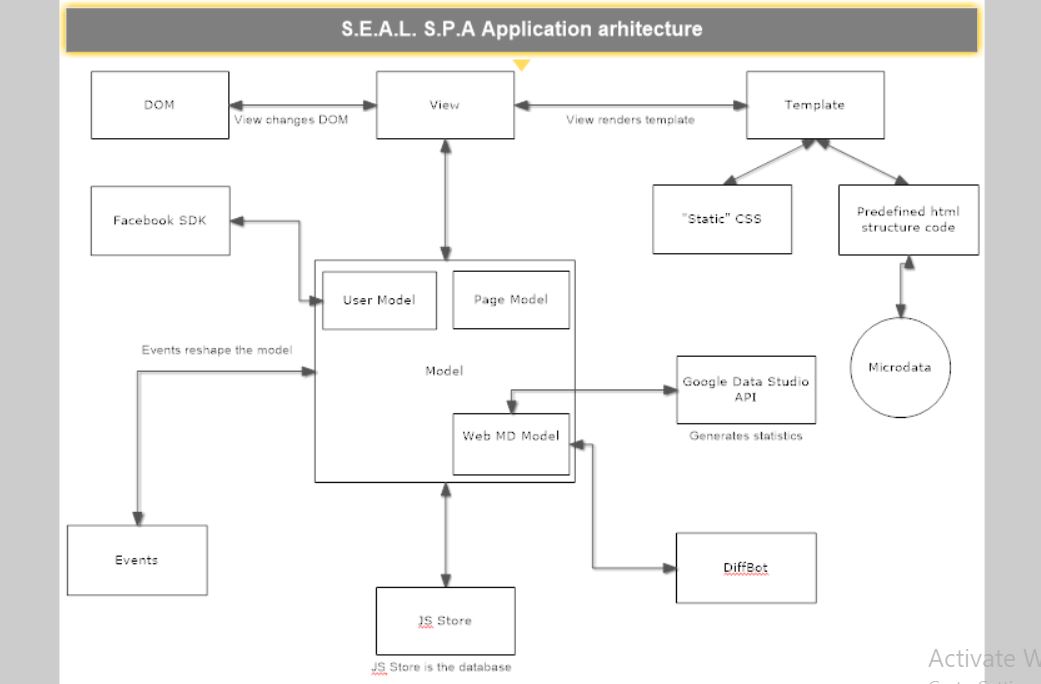 S.E.A.L. S.P.A Application arhitecture
DOM
View
Template
View changes DOM
View renders template
Facebook SDK
"Static" CSS
Predefined html
structure code
User Model
Page Model
Events reshape the model
Model
Microdata
Google Data Studio
API
Web MD Model
Generates statistics
Events
DiffBot
JS Store
JS Store is the database
Activate W